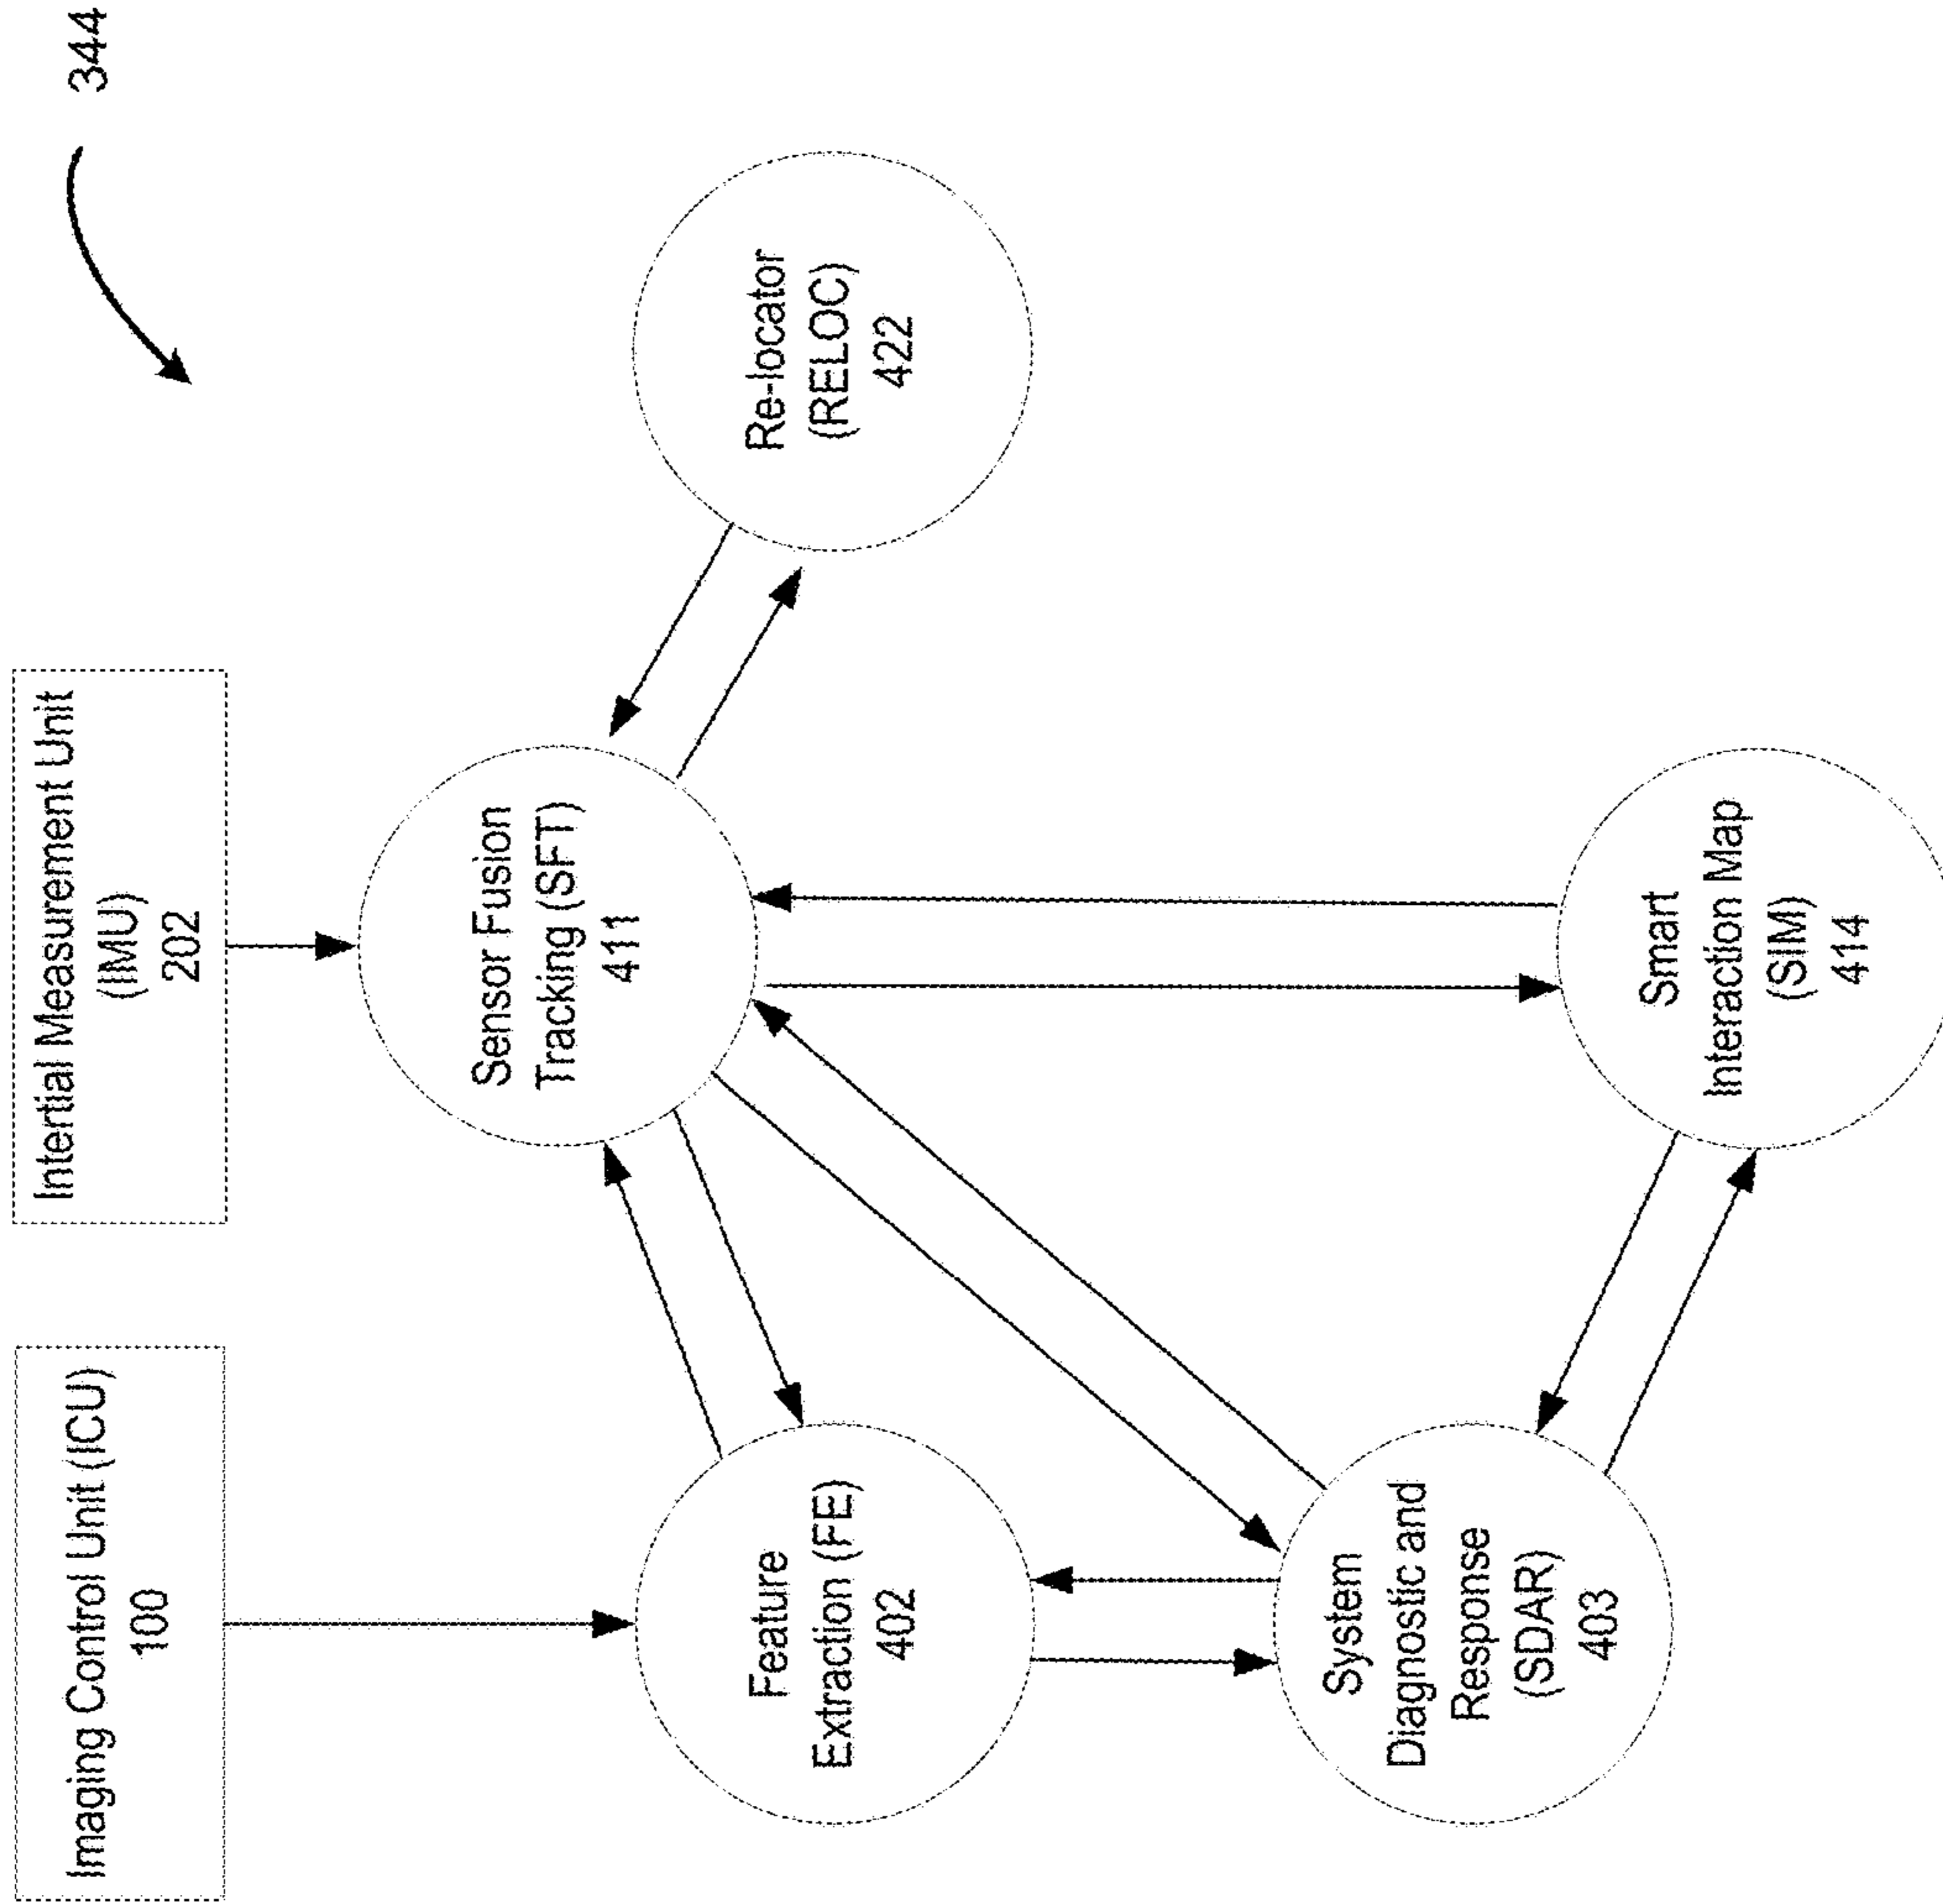 344
Imaging Control Unit (ICU)
100
Intertial Measurement Unit
(IMU)
202
Feature
Extraction (FE)
402
Sensor Fusion
Tracking (SFT)
411
Re-locator
(RELOC)
422
System
Diagnostic and
Response
(SDAR)
403
Smart
Interaction Map
(SIM)
414